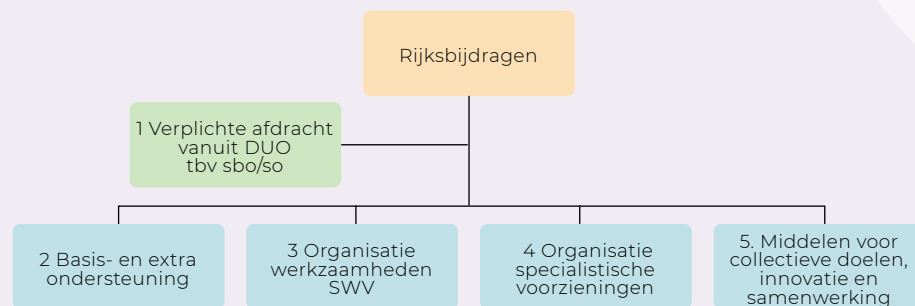 Rijksbijdragen
1 Verplichte afdracht
vanuit DUO
tbv sbo/so
2 Basis- en extra
ondersteuning
3 Organisatie
werkzaamheden
SWV
4 Organisatie
specialistische
voorzieningen
5. Middelen voor
collectieve doelen,
innovatie en
samenwerking